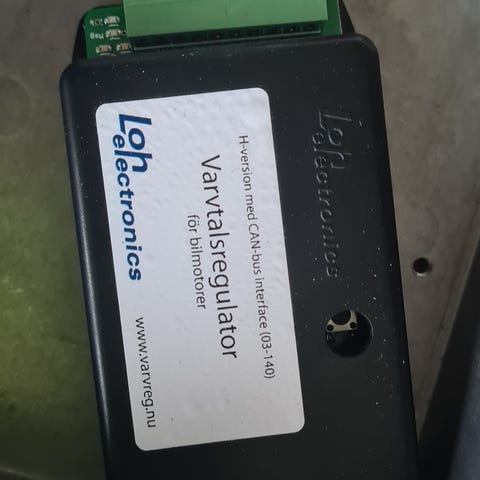 Loh
electronics
H-version med CAN-bus interface (03-140)
Varvtalsregulator
för bilmotorer
www.varvreg.nu
Loh
electronics